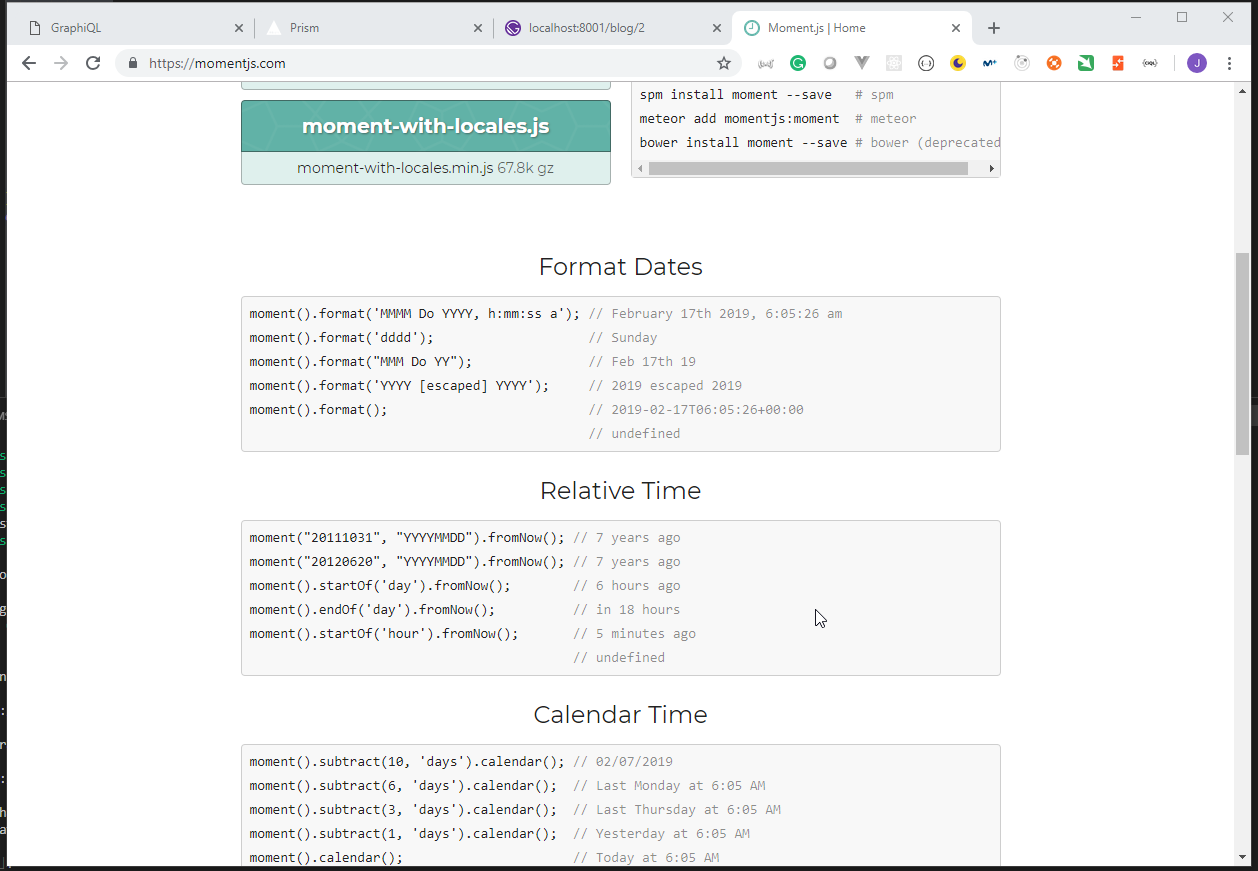 GraphiQL
Prism
localhost:8001/blog/2
Moment.js | Home
https://momentjs.com
J
moment-with-locales.js
moment-with-locales.min.js 67.8k gz
spm install moment --save # spm
meteor add momentjs:moment # meteor
bower install moment --save # bower (deprecated
Format Dates
moment().format('MMMM Do YYYY, h:mm:ss a'); // February 17th 2019, 6:05:26 am
moment().format('dddd'); // Sunday
moment().format("MMM Do YY"); // Feb 17th 19
moment().format('YYYY [escaped] YYYY'); // 2019 escaped 2019
moment().format(); // 2019-02-17T06:05:26+00:00
// undefined
Relative Time
moment("20111031", "YYYYMMDD").fromNow(); // 7 years ago
moment("20120620", "YYYYMMDD").fromNow(); // 7 years ago
moment().startOf('day').fromNow(); // 6 hours ago
moment().endOf('day').fromNow(); // in 18 hours
moment().startOf('hour').fromNow(); // 5 minutes ago
// undefined
Calendar Time
moment().subtract(10, 'days').calendar(); // 02/07/2019
moment().subtract(6, 'days').calendar(); // Last Monday at 6:05 AM
moment().subtract(3, 'days').calendar(); // Last Thursday at 6:05 AM
moment().subtract(1, 'days').calendar(); // Yesterday at 6:05 AM
moment().calendar(); // Today at 6:05 AM